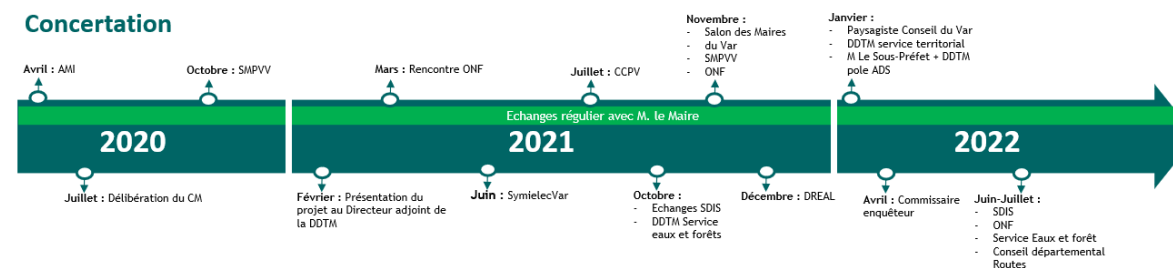 Concertation
Avril : AMI
Octobre : SMPVV
Mars : Rencontre ONF
Juillet : CCPV
Novembre :
- Salon des Maires
- du Var
- SMPVV
- ONF
Janvier :
- Paysagiste Conseil du Var
- DDTM service territorial
- M Le Sous-Préfet + DDTM
pole ADS
Echanges régulier avec M. le Maire
2020
2021
2022
Juillet : Délibération du CM
Février : Présentation du
projet au Directeur adjoint de
la DDTM
Juin : SymielecVar
Octobre :
- Echanges SDIS
- DDTM Service
eaux et forêts
Décembre : DREAL
Avril : Commissaire
enquêteur
Juin-Juillet :
- SDIS
- ONF
- Service Eaux et forêt
- Conseil départemental
Routes